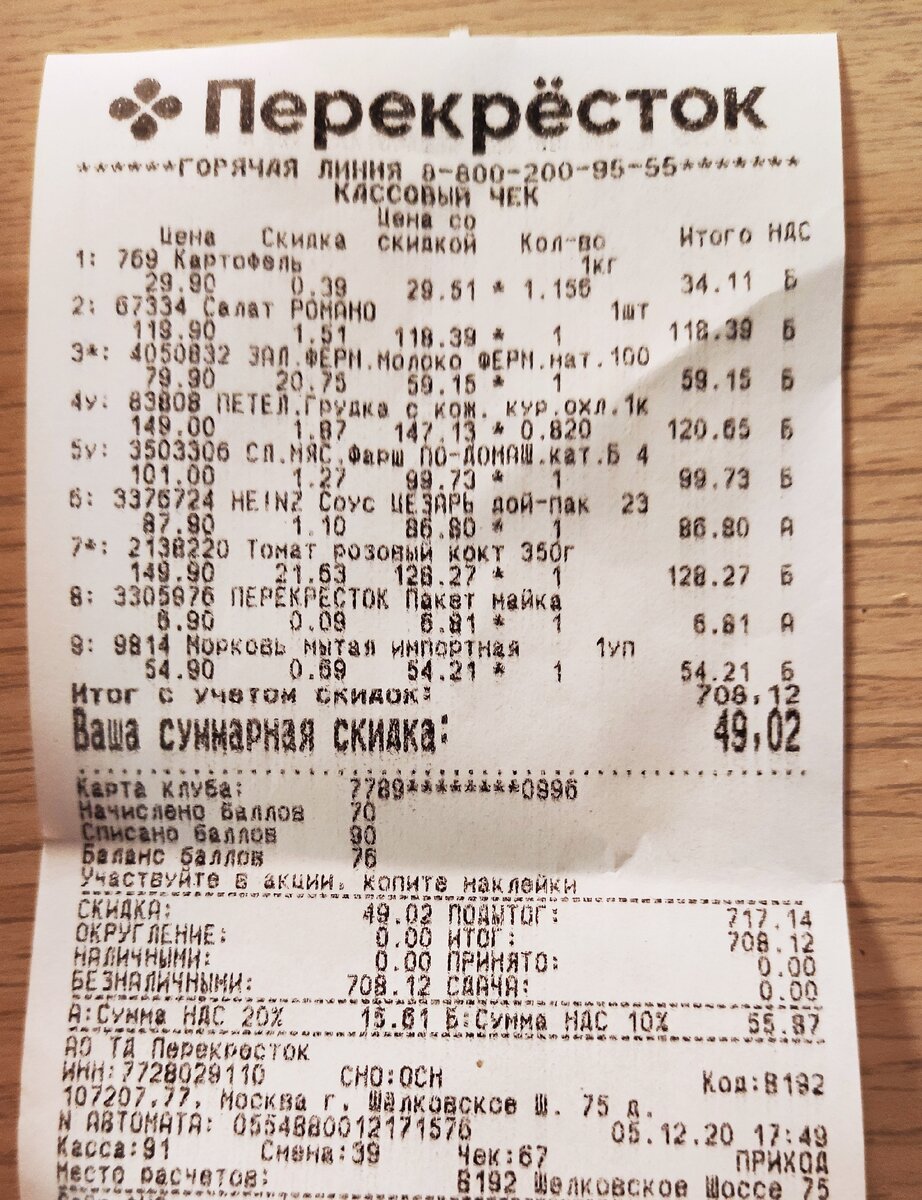 Перекрёсток
******ГОРЯЧАЯ ЛИНИЯ 8-800-200-95-55*******
КАССОВЫЙ ЧЕК
Цена Скидка Цена со скидкой Кол-во Итого НДС
1: 769 Картофель 1кг
29.90 0.39 29.51 * 1.156 34.11 Б
2: 67334 Салат РОМАНО 1шт
119.90 1.51 118.39 * 1 118.39 Б
3*: 4050832 ЗАЛ.ФЕРМ.Молоко ФЕРМ.нат.100
79.90 20.75 59.15 * 1 59.15 Б
4у: 83808 ПЕТЕЛ.Грудка с кож. кур.охл.1к
149.00 1.87 147.13 * 0.820 120.65 Б
5у: 3503306 СЛ.МЯС.Фарш ПО-ДОМАШ.кат.Б 4
101.00 1.27 99.73 * 1 99.73 Б
6: 3376724 HEINZ Соус ЦЕЗАРЬ дой-пак 23
87.90 1.10 86.80 * 1 86.80 А
7*: 2138220 Томат розовый кокт 350г
149.90 21.63 128.27 * 1 128.27 Б
8: 3305976 ПЕРЕКРЕСТОК Пакет майка
6.90 0.09 6.81 * 1 6.81 А
9: 9814 Морковь мытая импортная 1уп
54.90 0.69 54.21 * 1 54.21 Б
Итог с учетом скидок: 708,12
Ваша суммарная скидка: 49,02
Карта клуба: 7789********0896
Начислено баллов 70
Списано баллов 90
Баланс баллов 76
Участвуйте в акции, копите наклейки
СКИДКА: 49.02 ПОДЫТОГ: 717.14
ОКРУГЛЕНИЕ: 0.00 ИТОГ: 708.12
НАЛИЧНЫМИ: 0.00 ПРИНЯТО: 0.00
БЕЗНАЛИЧНЫМИ: 708.12 СДАЧА: 0.00
А:Сумма НДС 20% 15.61 Б:Сумма НДС 10% 55.87
АО ТД Перекресток
ИНН:7728029110 СНО:ОСН Код:8192
107207,77, Москва г, Щёлковское Ш. 75 д.
N АВТОМАТА: 0554880012171576 05.12.20 17:49
Касса:91 Смена:39 Чек:67 ПРИХОД
Место расчетов: 8192 Щелковское Шоссе 75